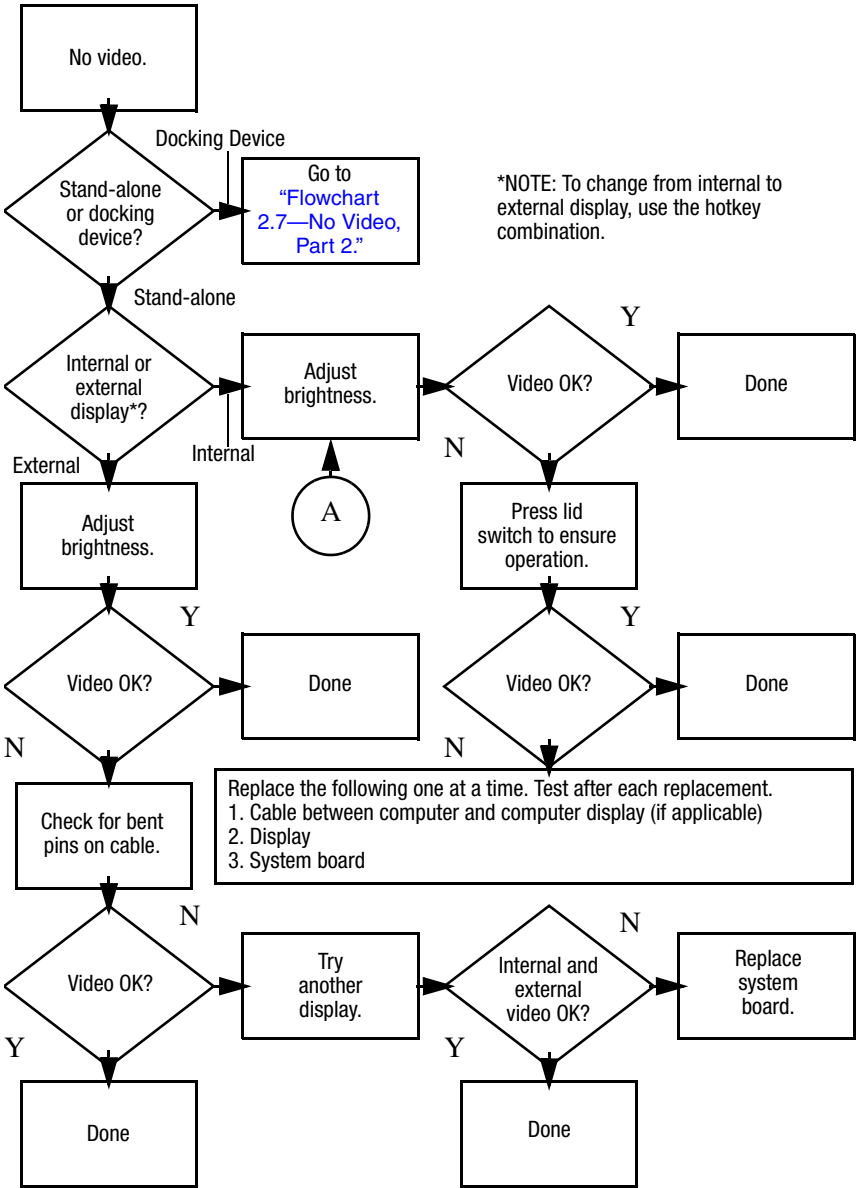 No video.
Docking Device
Stand-alone
or docking
device?
Go to
“Flowchart
2.7—No Video,
Part 2.”
*NOTE: To change from internal to
external display, use the hotkey
combination.
Stand-alone
Internal or
external
display*?
Internal
External
Adjust
brightness.
A
Video OK?
Y
Done
N
Press lid
switch to ensure
operation.
Video OK?
Y
Done
N
Replace the following one at a time. Test after each replacement.
1. Cable between computer and computer display (if applicable)
2. Display
3. System board
Adjust
brightness.
Video OK?
Y
Done
N
Check for bent
pins on cable.
Video OK?
N
Try
another
display.
Internal and
external
video OK?
N
Replace
system
board.
Y
Done
Y
Done